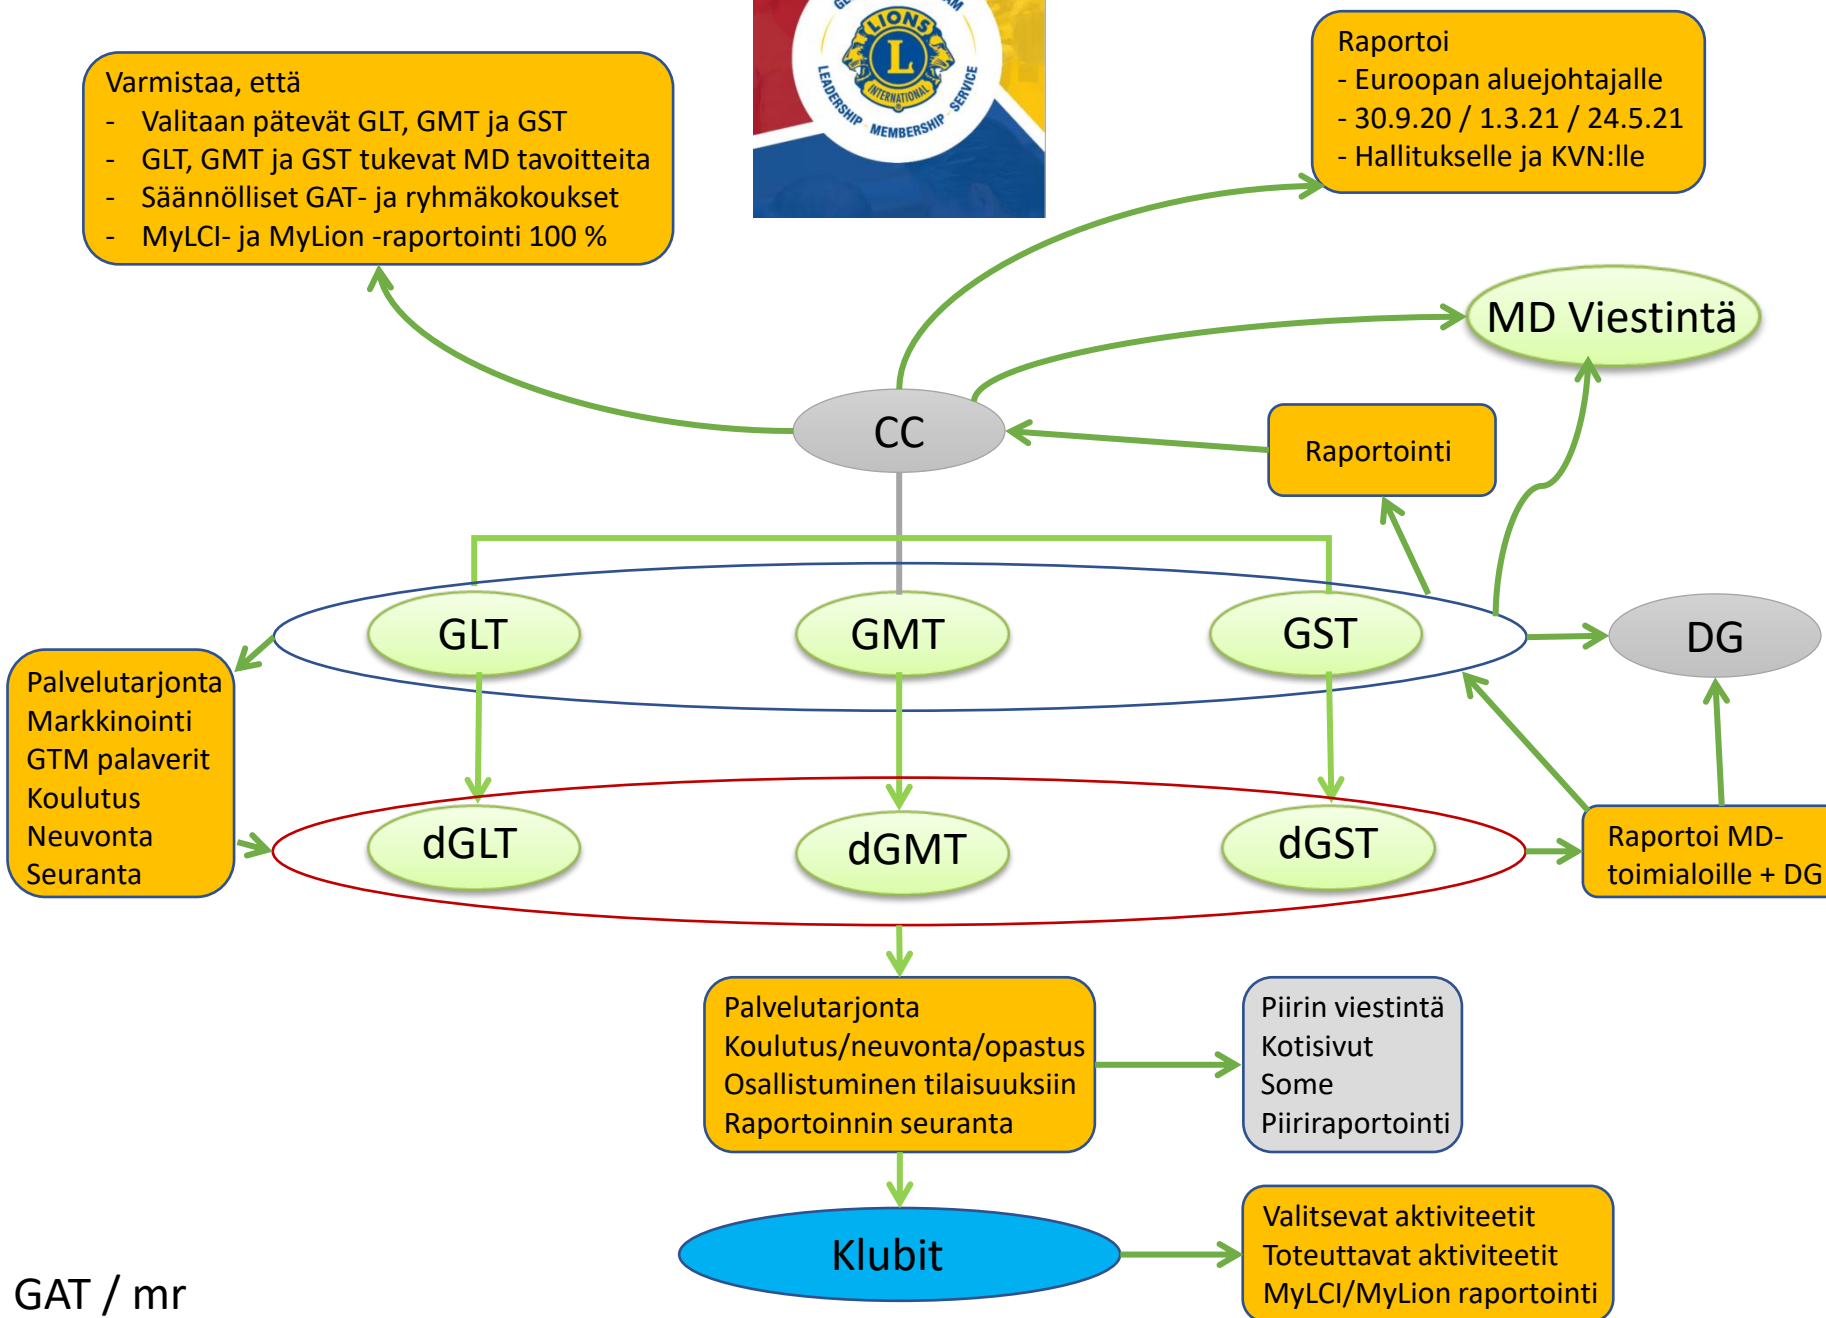 LIONS
L
INTERNATIONAL
LEADERSHIP · MEMBERSHIP · SERVICE
Varmistaa, että
- Valitaan pätevät GLT, GMT ja GST
- GLT, GMT ja GST tukevat MD tavoitteita
- Säännölliset GAT- ja ryhmäkokoukset
- MyLCI- ja MyLion -raportointi 100 %
Raportoi
- Euroopan aluejohtajalle
- 30.9.20 / 1.3.21 / 24.5.21
- Hallitukselle ja KVN:lle
MD Viestintä
CC
Raportointi
GLT
GMT
GST
DG
Palvelutarjonta
Markkinointi
GTM palaverit
Koulutus
Neuvonta
Seuranta
dGLT
dGMT
dGST
Raportoi MD-
toimialoille + DG
Palvelutarjonta
Koulutus/neuvonta/opastus
Osallistuminen tilaisuuksiin
Raportoinnin seuranta
Piirin viestintä
Kotisivut
Some
Piiriraportointi
Klubit
Valitsevat aktiviteetit
Toteuttavat aktiviteetit
MyLCI/MyLion raportointi
GAT / mr